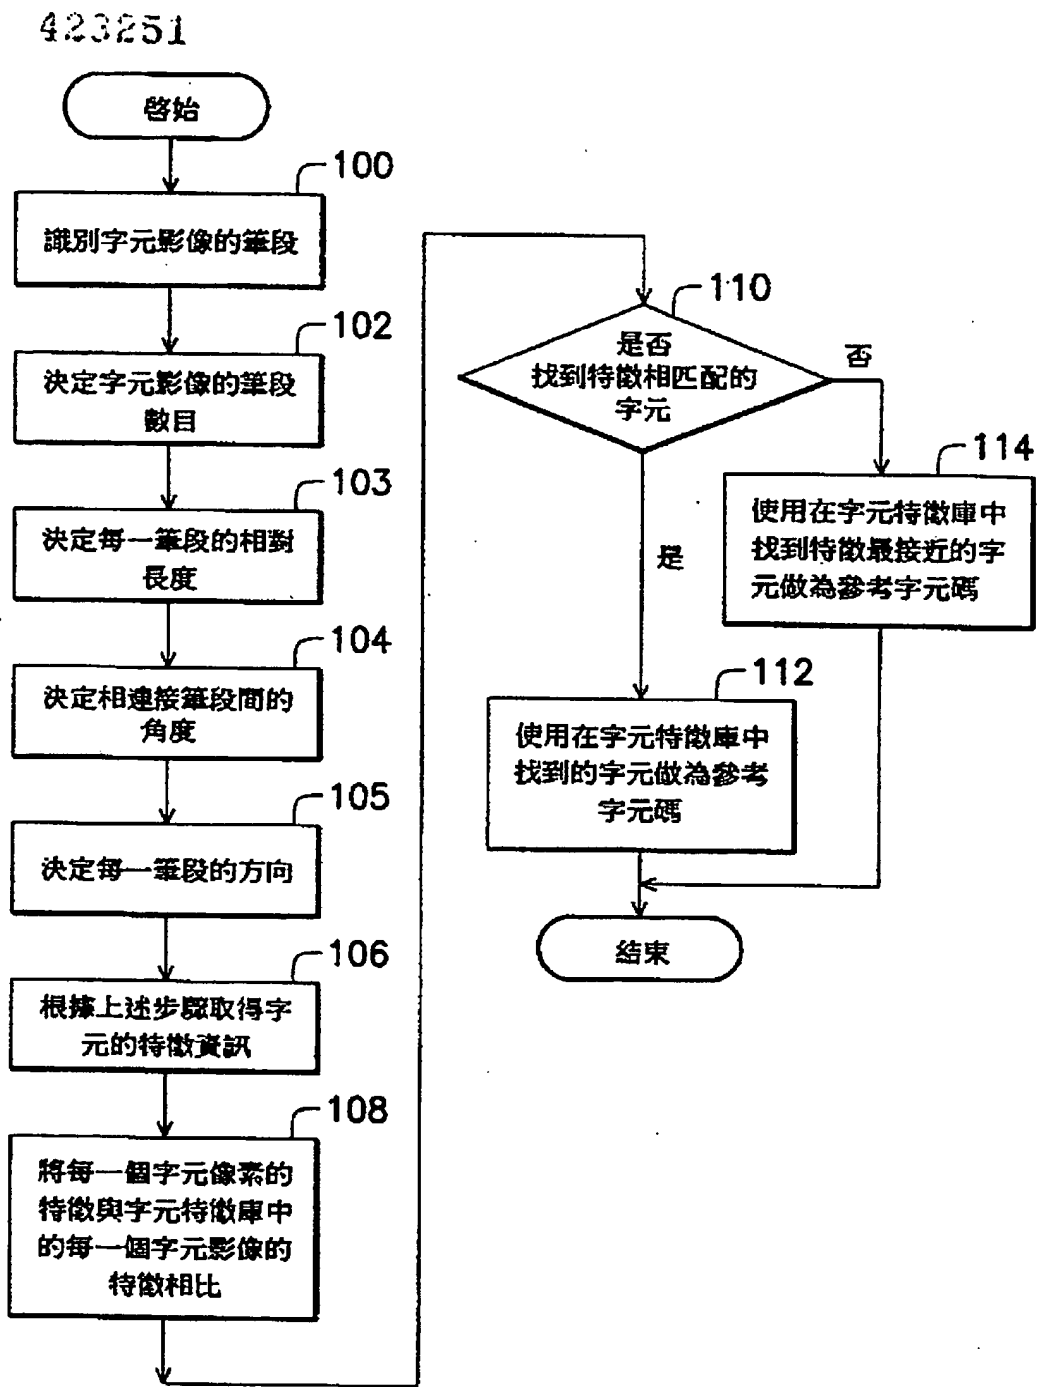 423251
啓始
100
識別字元影像的筆段
102
決定字元影像的筆段
數目
103
決定每一筆段的相對
長度
104
決定相連接筆段間的
角度
105
決定每一筆段的方向
106
根據上述步驟取得字
元的特徵資訊
108
將每一個字元像素的
特徵與字元特徵庫中
的每一個字元影像的
特徵相比
110
是否
找到特徵相匹配的
字元
否
是
114
使用在字元特徵庫中
找到特徵最接近的字
元做為參考字元碼
112
使用在字元特徵庫中
找到的字元做為參考
字元碼
結束